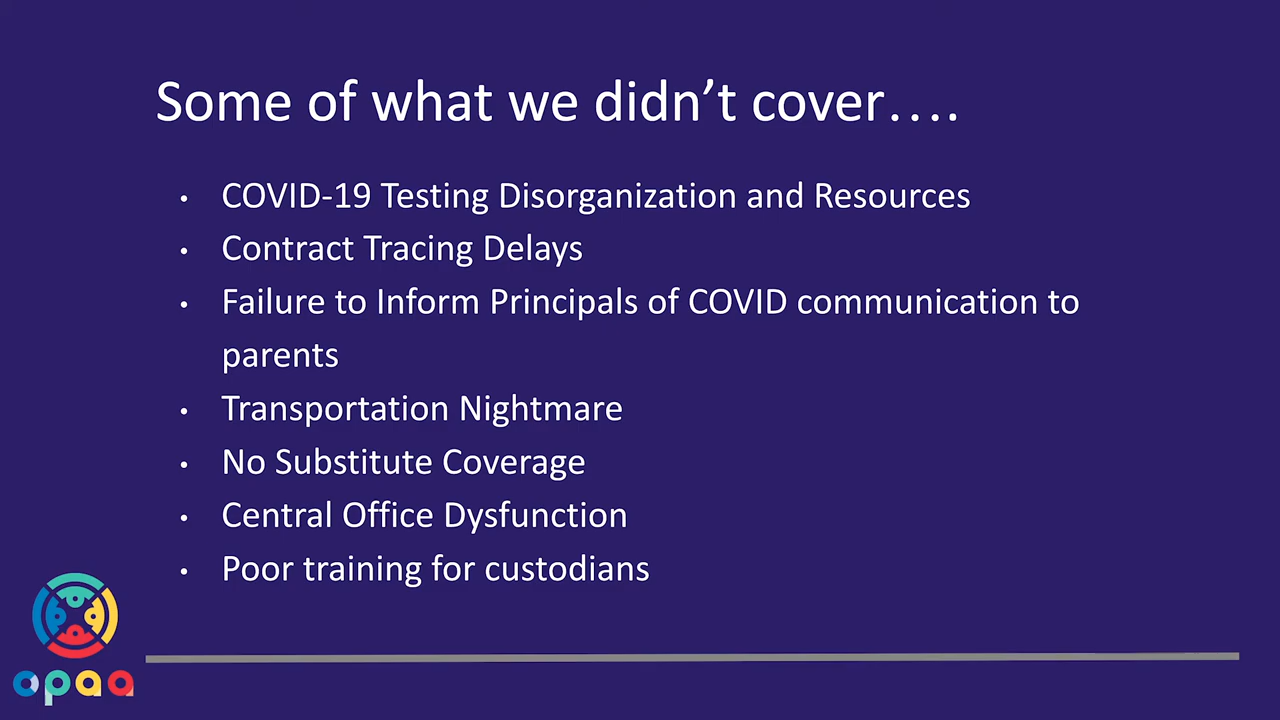 Some of what we didn’t cover….
• COVID-19 Testing Disorganization and Resources
• Contract Tracing Delays
• Failure to Inform Principals of COVID communication to
parents
• Transportation Nightmare
• No Substitute Coverage
• Central Office Dysfunction
• Poor training for custodians
opaa